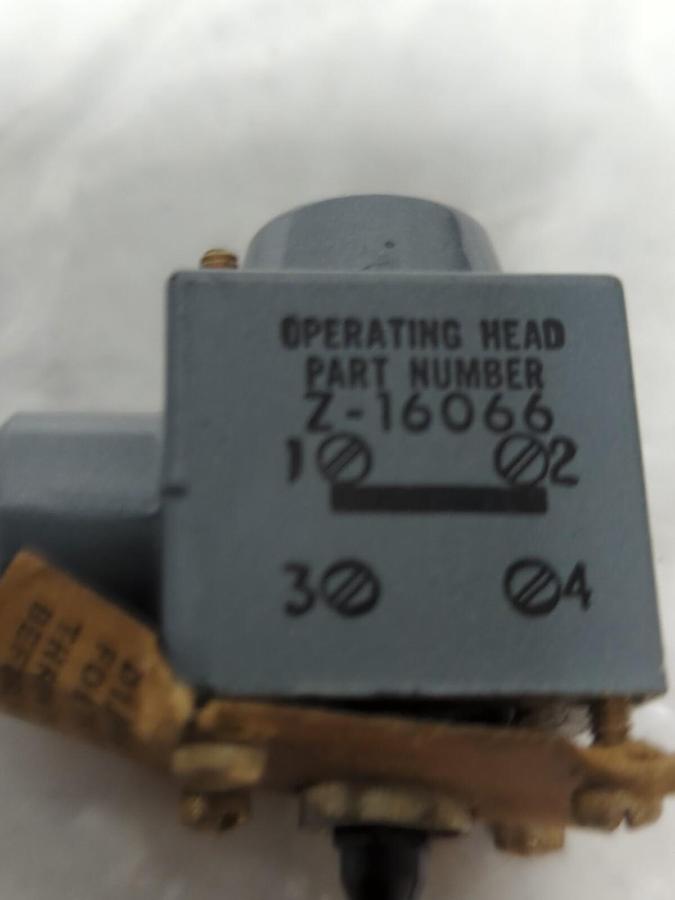 OPERATING HEAD
PART NUMBER
Z-16066
1 2
3 4